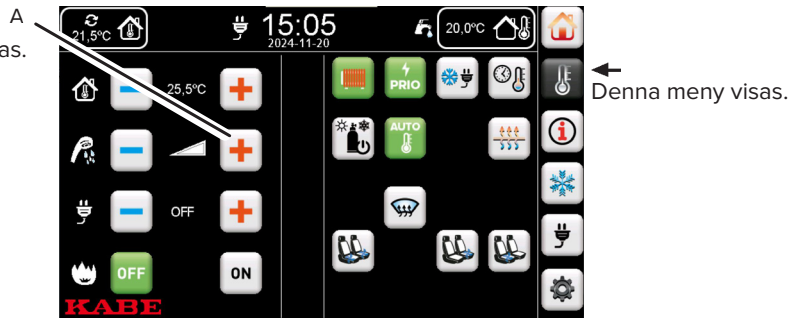 A
as.
21,5°C
15:05
2024-11-20
20,0°C
25,5°C
PRIO
AUTO
OFF
OFF
ON
KABE
Denna meny visas.